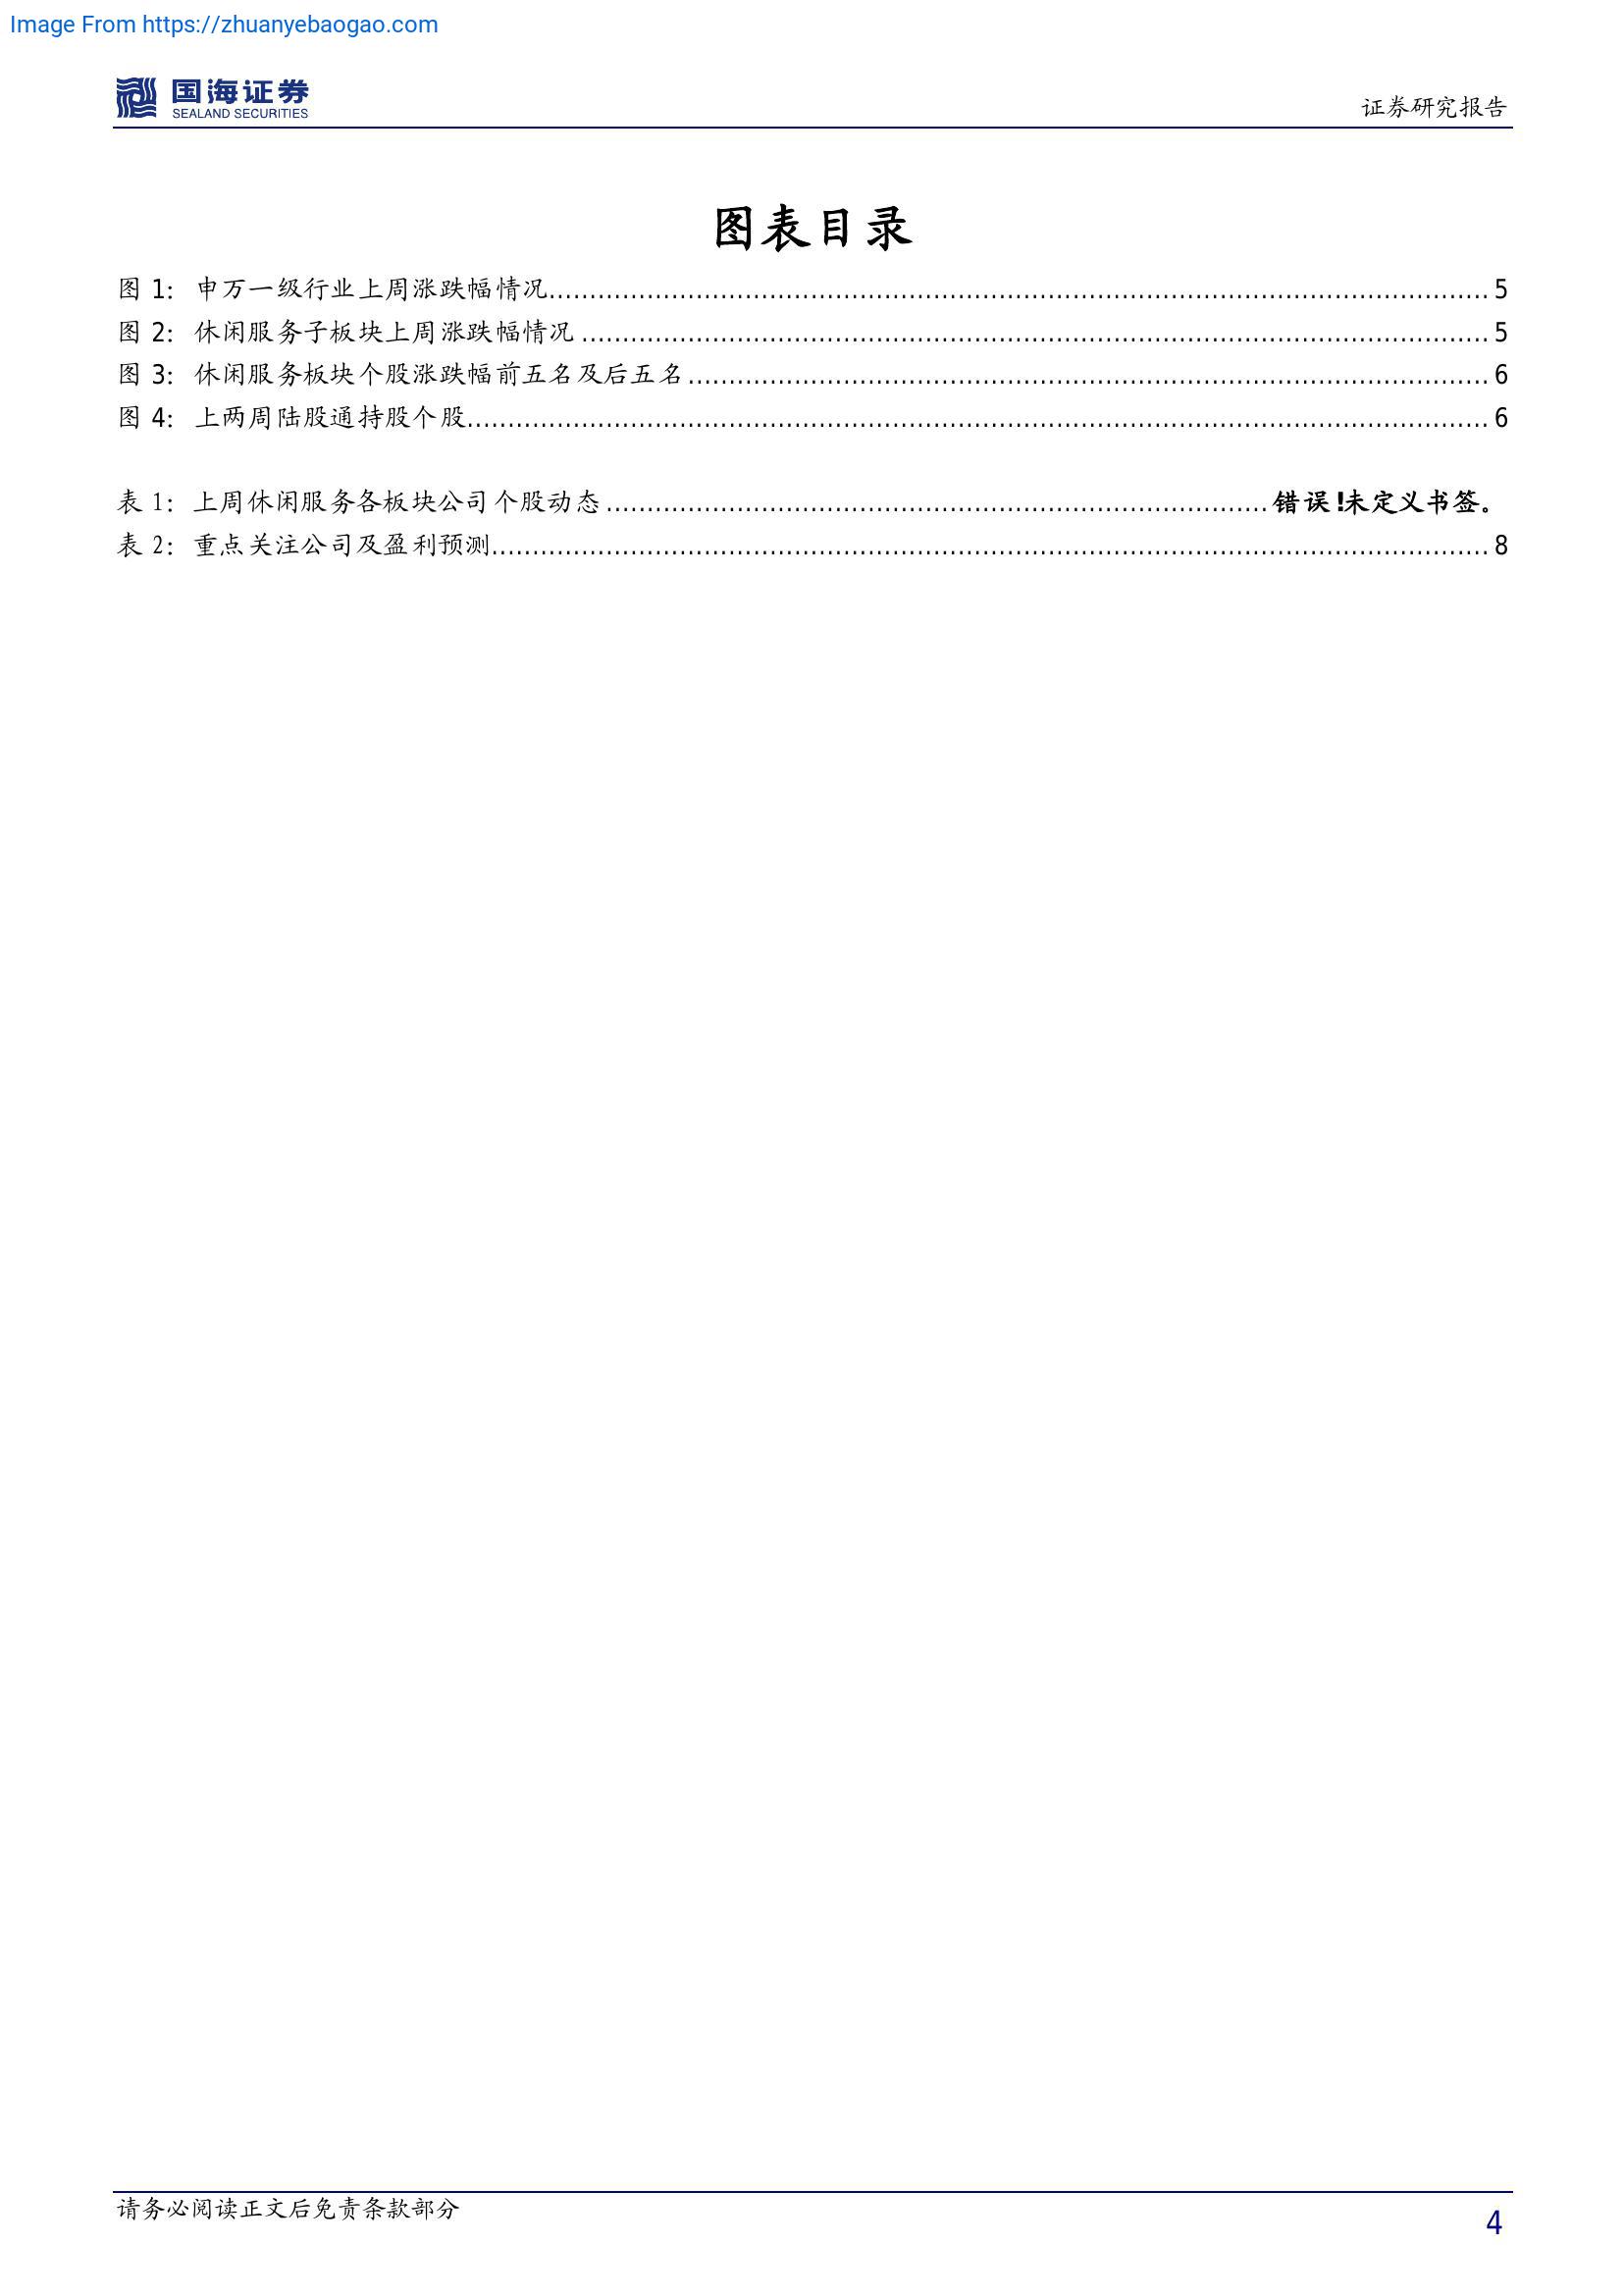 Image From https://zhuanyebaogao.com
国海证券
SEALAND SECURITIES
证券研究报告
图表目录
图 1：申万一级行业上周涨跌幅情况........................................ 5
图 2：休闲服务子板块上周涨跌幅情况........................................ 5
图 3：休闲服务板块个股涨跌幅前五名及后五名........................................ 6
图 4：上两周陆股通持股个股........................................ 6
表 1：上周休闲服务各板块公司个股动态........................................错误!未定义书签。
表 2：重点关注公司及盈利预测........................................ 8
请务必阅读正文后免责条款部分
4